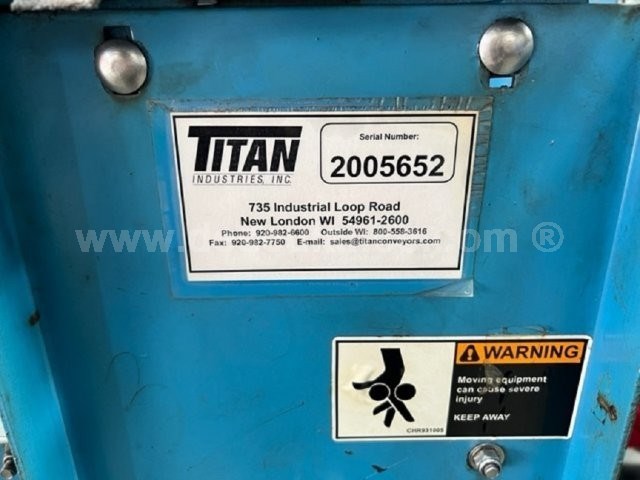 TITAN
INDUSTRIES, INC.
Serial Number:
2005652
735 Industrial Loop Road
New London WI 54961-2600
Phone: 920-982-6600 Outside WI: 800-558-3616
Fax: 920-982-7750 E-mail: sales@titanconveyors.com
WARNING
Moving equipment
can cause severe
injury
KEEP AWAY